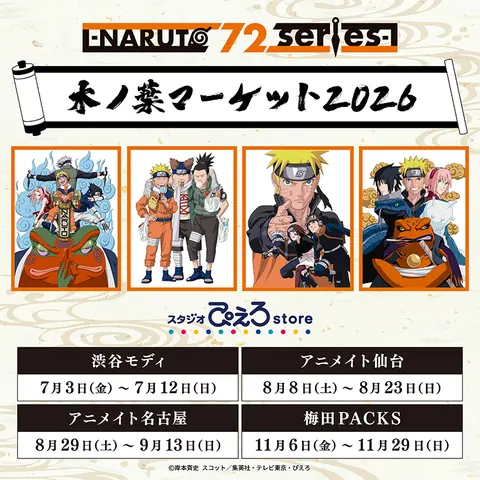 -NARUTO 72 series-
木ノ葉マーケット2026
スタジオぴえろstore
渋谷モディ
7月3日(金) ～ 7月12日(日)
アニメイト仙台
8月8日(土) ～ 8月23日(日)
アニメイト名古屋
8月29日(土) ～ 9月13日(日)
梅田PACKS
11月6日(金) ～ 11月29日(日)
©岸本斉史 スコット／集英社・テレビ東京・ぴえろ